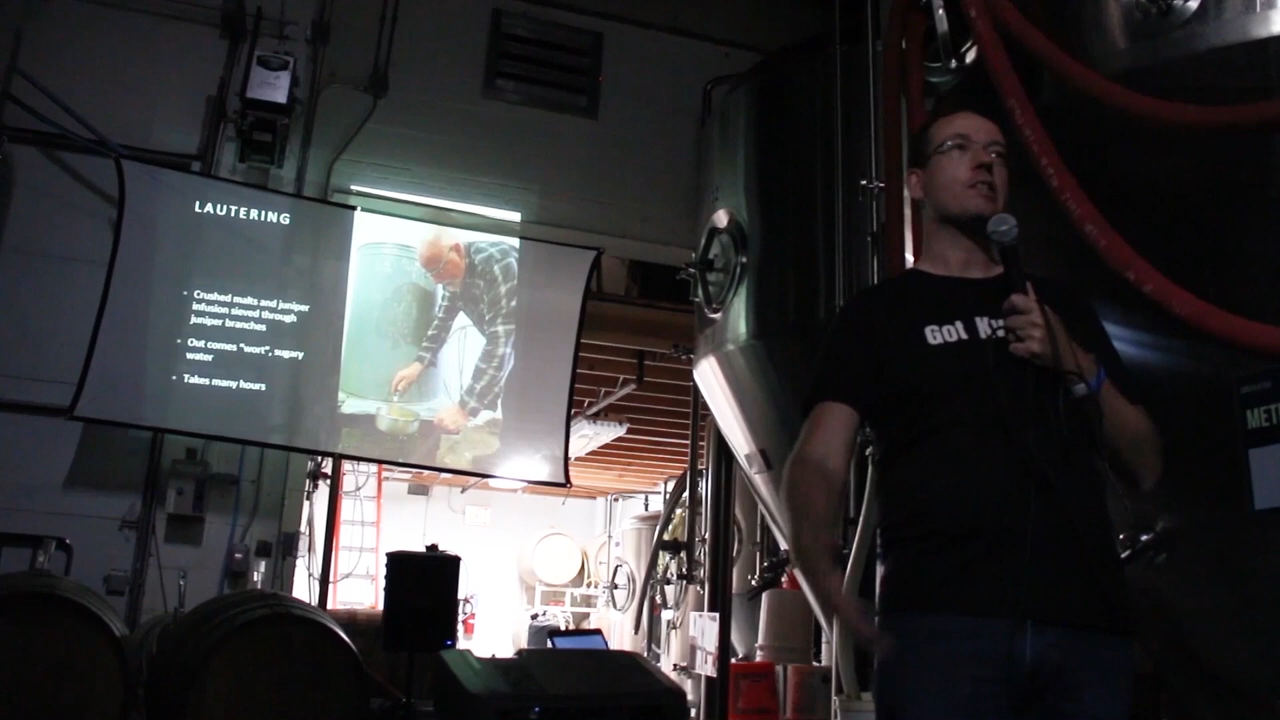 LAUTERING
• Crushed malts and juniper
infusion sieved through
juniper branches
• Out comes "wort", sugary
water
• Takes many hours
Got
MET